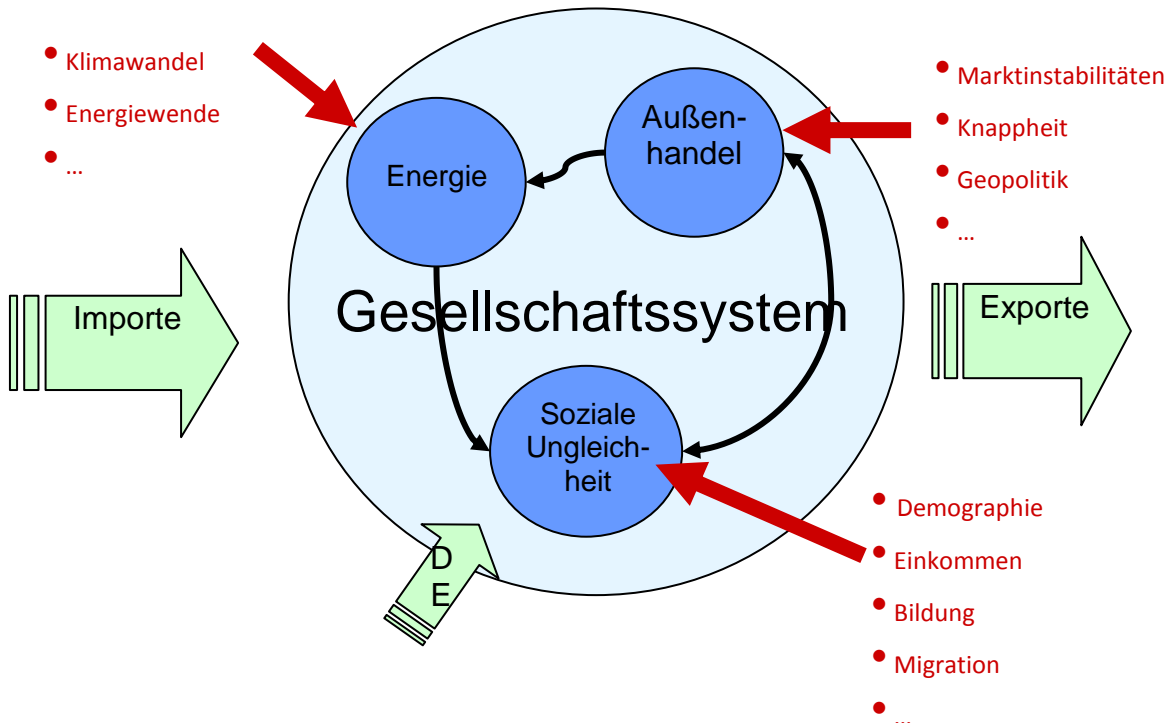 • Klimawandel
• Energiewende
• ...
Energie
Außen-
handel
• Marktinstabilitäten
• Knappheit
• Geopolitik
• ...
Importe
Gesellschaftssystem
Exporte
Soziale
Ungleich-
heit
D
E
• Demographie
• Einkommen
• Bildung
• Migration
• ...